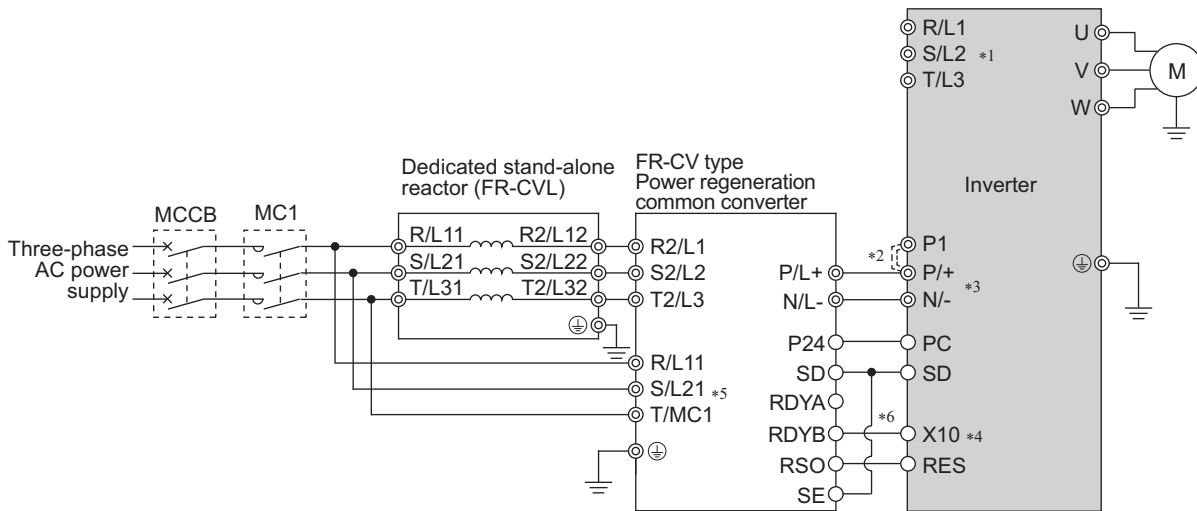 R/L1
S/L2 *1
T/L3
U
V
W
M
Inverter
Dedicated stand-alone
reactor (FR-CVL)
FR-CV type
Power regeneration
common converter
MCCB
MC1
Three-phase
AC power
supply
R/L11
R2/L12
S/L21
S2/L22
T/L31
T2/L32
R2/L1
S2/L2
T2/L3
R/L11
S/L21 *5
T/MC1
P/L+
N/L-
P24
SD
RDYA
RDYB
RSO
SE
*2
*6
P1
P/+
*3
N/-
PC
SD
X10 *4
RES